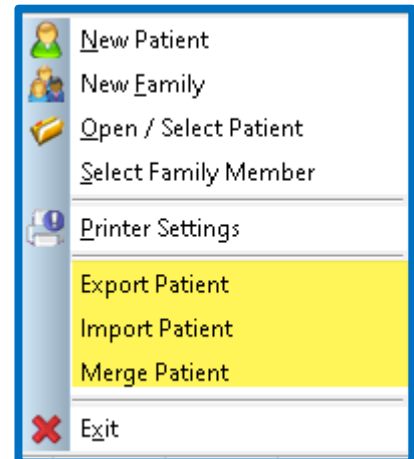 New Patient
New Family
Open / Select Patient
Select Family Member
Printer Settings
Export Patient
Import Patient
Merge Patient
Exit